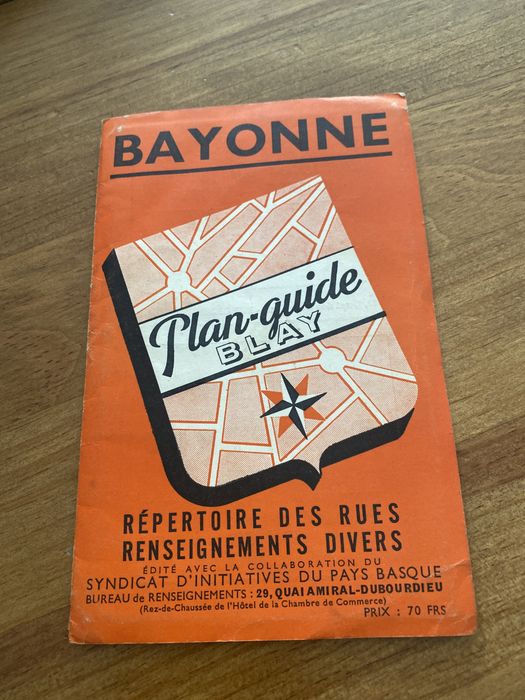 BAYONNE
Plan-guide
BLAY
RÉPERTOIRE DES RUES
RENSEIGNEMENTS DIVERS
ÉDITÉ AVEC LA COLLABORATION DU
SYNDICAT D'INITIATIVES DU PAYS BASQUE
BUREAU de RENSEIGNEMENTS : 29, QUAI AMIRAL-DUBOURDIEU
(Rez-de-Chaussée de l'Hôtel de la Chambre de Commerce)
PRIX : 70 FRS